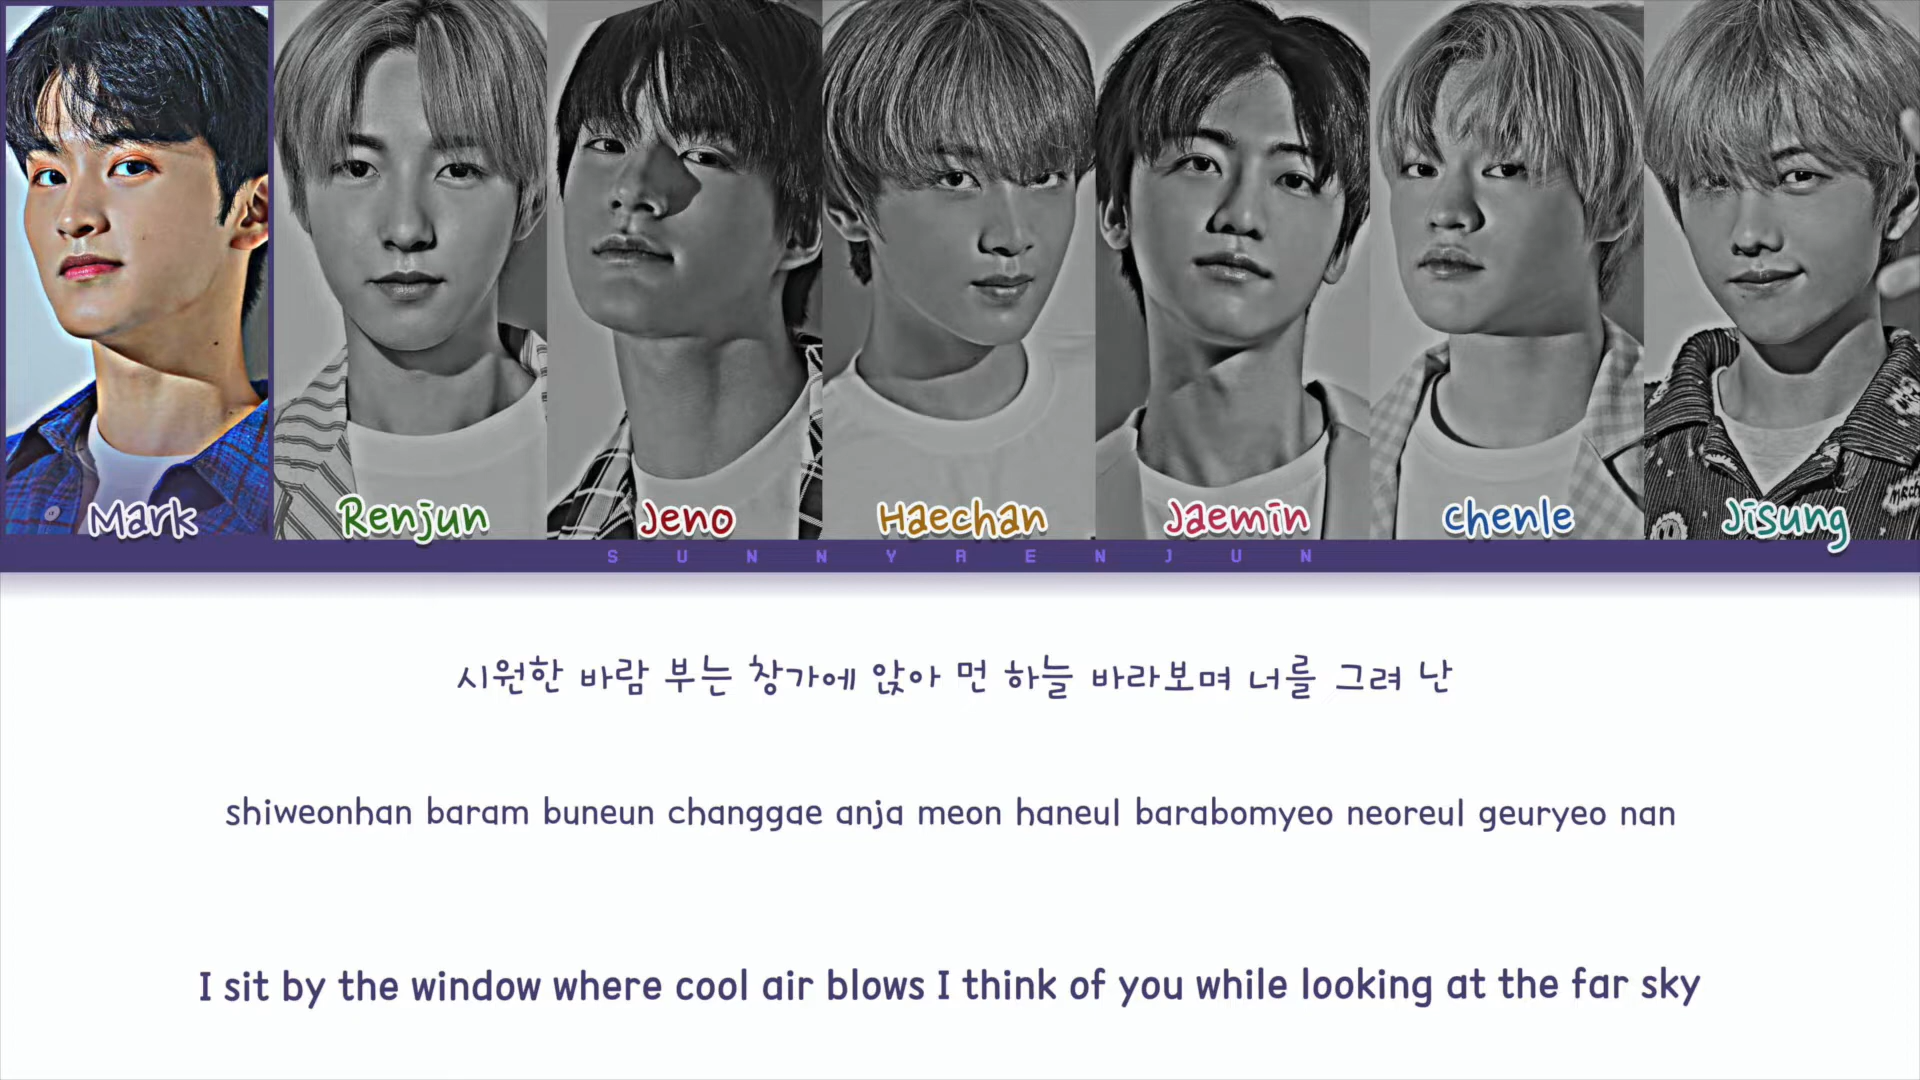 Mark Renjun Jeno Haechan Jaemin chenle Jisung
SUNNYRENJUN
시원한 바람 부는 창가에 앉아 먼 하늘 바라보며 너를 그려 난
shiweonhan baram buneun changgae anja meon haneul barabomyeo neoreul geuryeo nan
I sit by the window where cool air blows I think of you while looking at the far sky